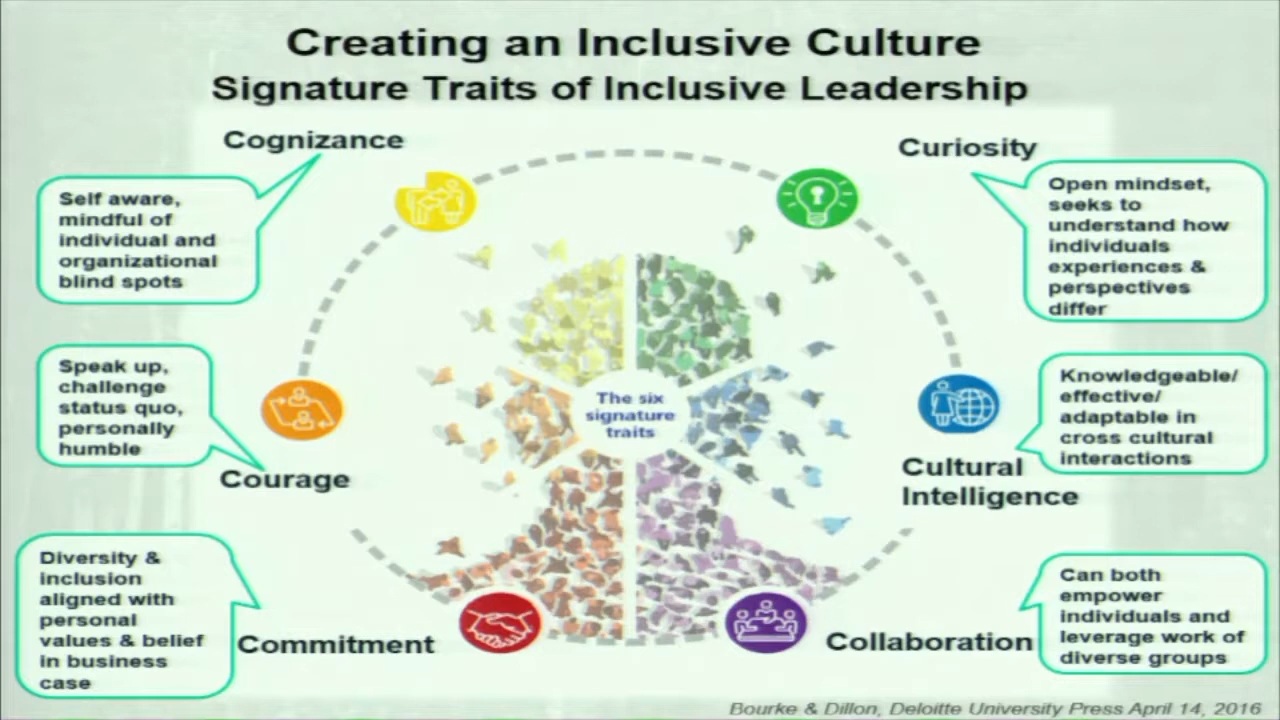 Creating an Inclusive Culture
Signature Traits of Inclusive Leadership
Cognizance
Self aware,
mindful of
individual and
organizational
blind spots
Curiosity
Open mindset,
seeks to
understand how
individuals
experiences &
perspectives
differ
Speak up,
challenge
status quo,
personally
humble
Courage
The six
signature
traits
Knowledgeable/
effective/
adaptable in
cross cultural
interactions
Cultural
Intelligence
Diversity &
inclusion
aligned with
personal
values & belief
in business
case
Commitment
Collaboration
Can both
empower
individuals and
leverage work of
diverse groups
Bourke & Dillon, Deloitte University Press April 14, 2016